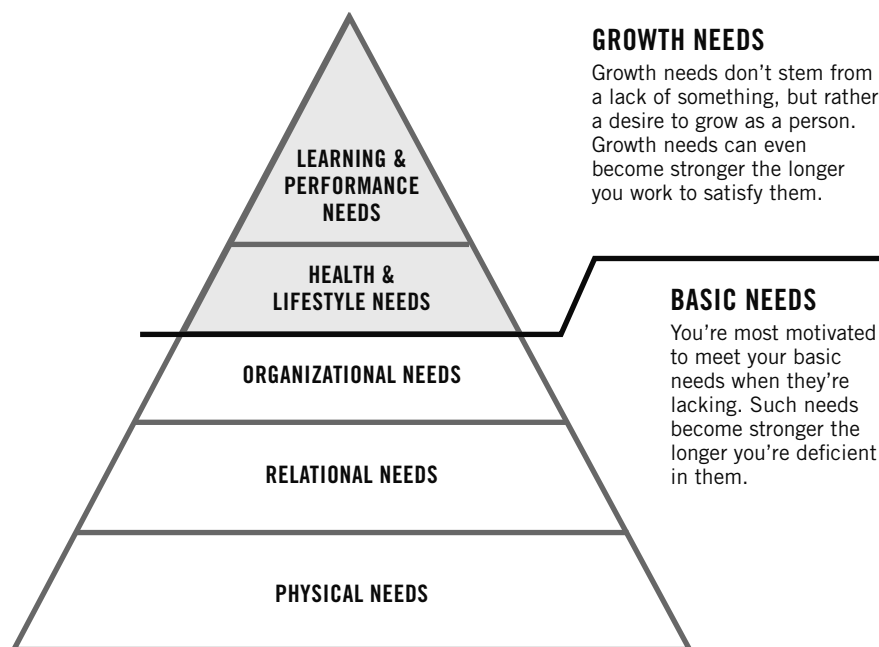 GROWTH NEEDS
Growth needs don’t stem from
a lack of something, but rather
a desire to grow as a person.
Growth needs can even
become stronger the longer
you work to satisfy them.
LEARNING &
PERFORMANCE
NEEDS
HEALTH &
LIFESTYLE NEEDS
BASIC NEEDS
You’re most motivated
to meet your basic
needs when they’re
lacking. Such needs
become stronger the
longer you’re deficient
in them.
ORGANIZATIONAL NEEDS
RELATIONAL NEEDS
PHYSICAL NEEDS